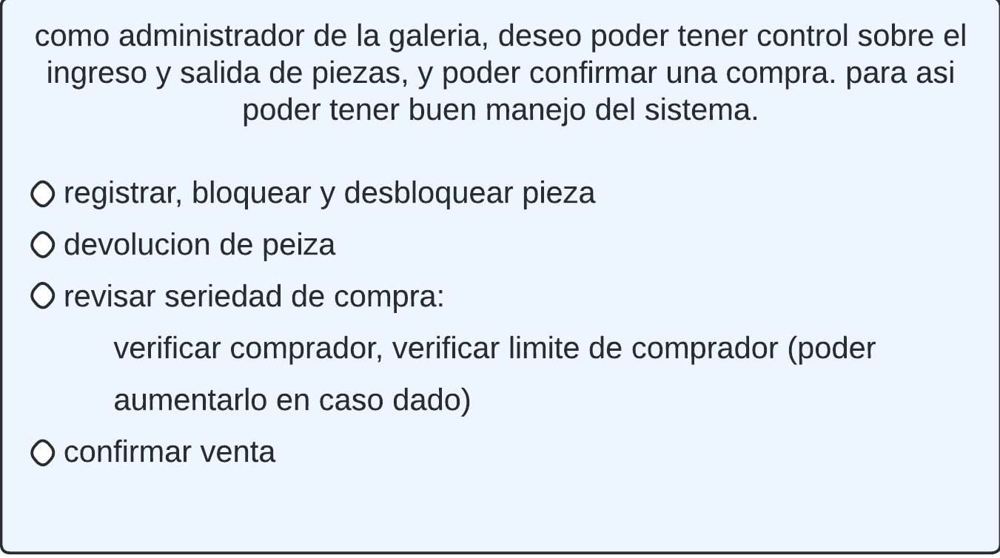 como administrador de la galeria, deseo poder tener control sobre el
ingreso y salida de piezas, y poder confirmar una compra. para asi
poder tener buen manejo del sistema.
registrar, bloquear y desbloquear pieza
devolucion de peiza
revisar seriedad de compra:
verificar comprador, verificar limite de comprador (poder
aumentarlo en caso dado)
confirmar venta